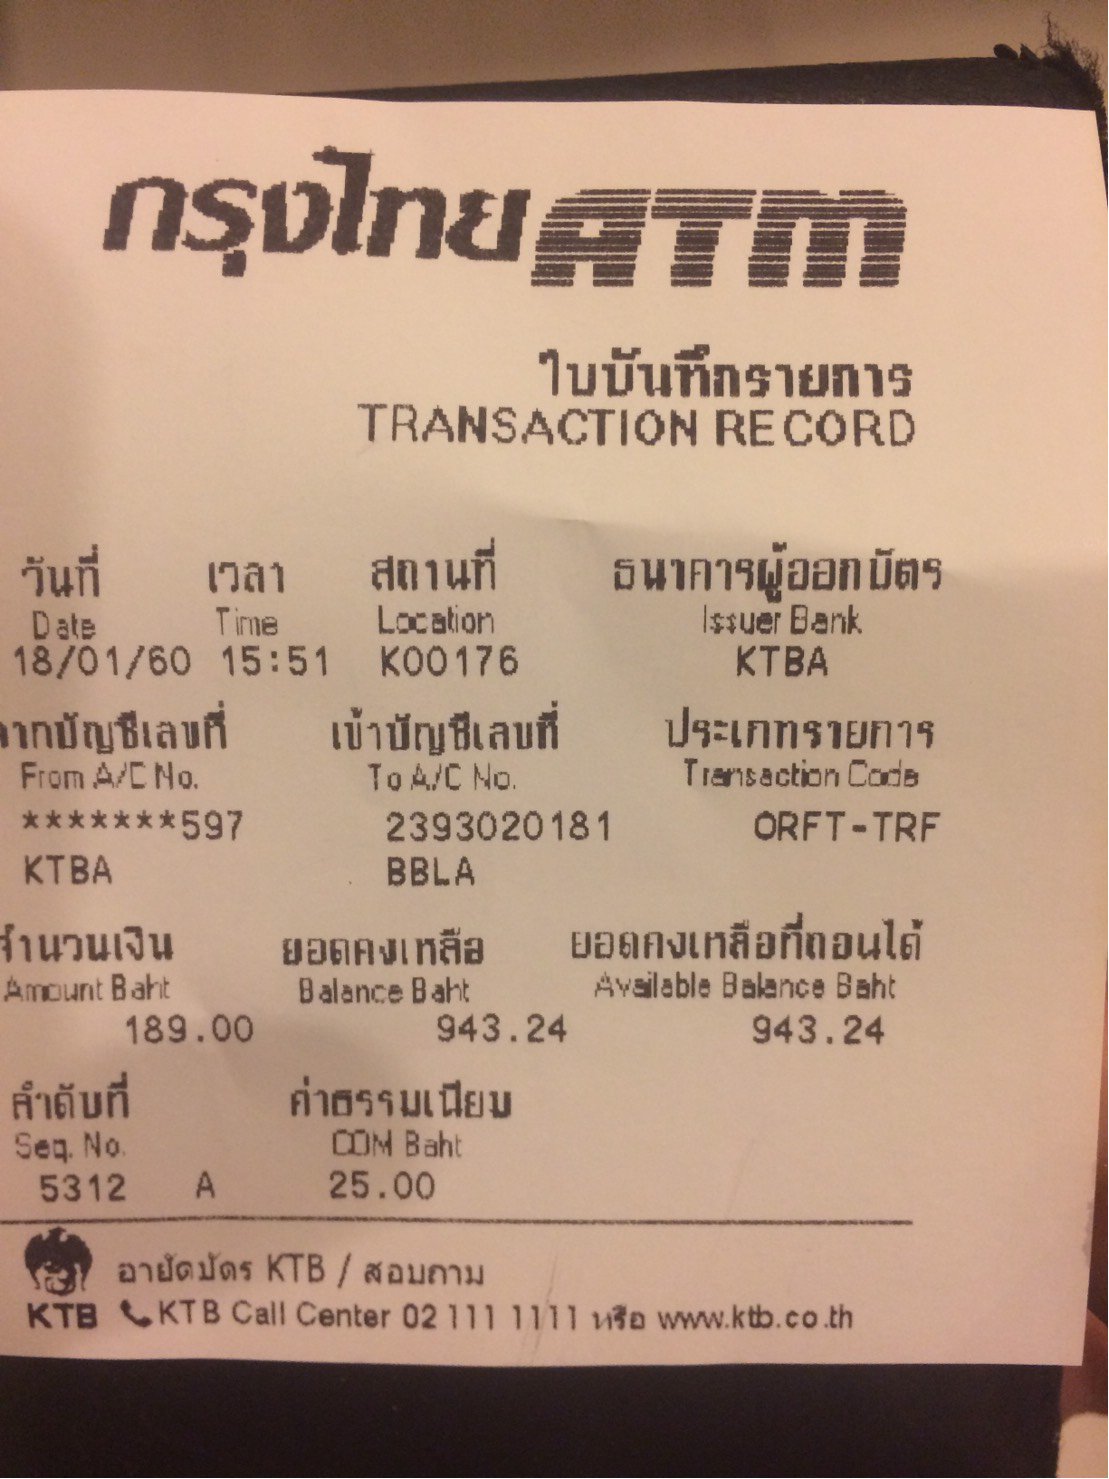 กรุงไทย ATM
ใบบันทึกรายการ
TRANSACTION RECORD
วันที่ เวลา สถานที่ ธนาคารผู้ออกบัตร
Date Time Location Issuer Bank
18/01/60 15:51 K00176 KTBA
จากบัญชีเลขที่ เข้าบัญชีเลขที่ ประเภทรายการ
From A/C No. To A/C No. Transaction Code
*******597 2393020181 ORFT-TRF
KTBA BBLA
จำนวนเงิน ยอดคงเหลือ ยอดคงเหลือที่ถอนได้
Amount Baht Balance Baht Available Balance Baht
189.00 943.24 943.24
ลำดับที่ ค่าธรรมเนียม
Seq. No. COM Baht
5312 A 25.00
อายัดบัตร KTB / สอบถาม
KTB KTB Call Center 02 111 1111 หรือ www.ktb.co.th